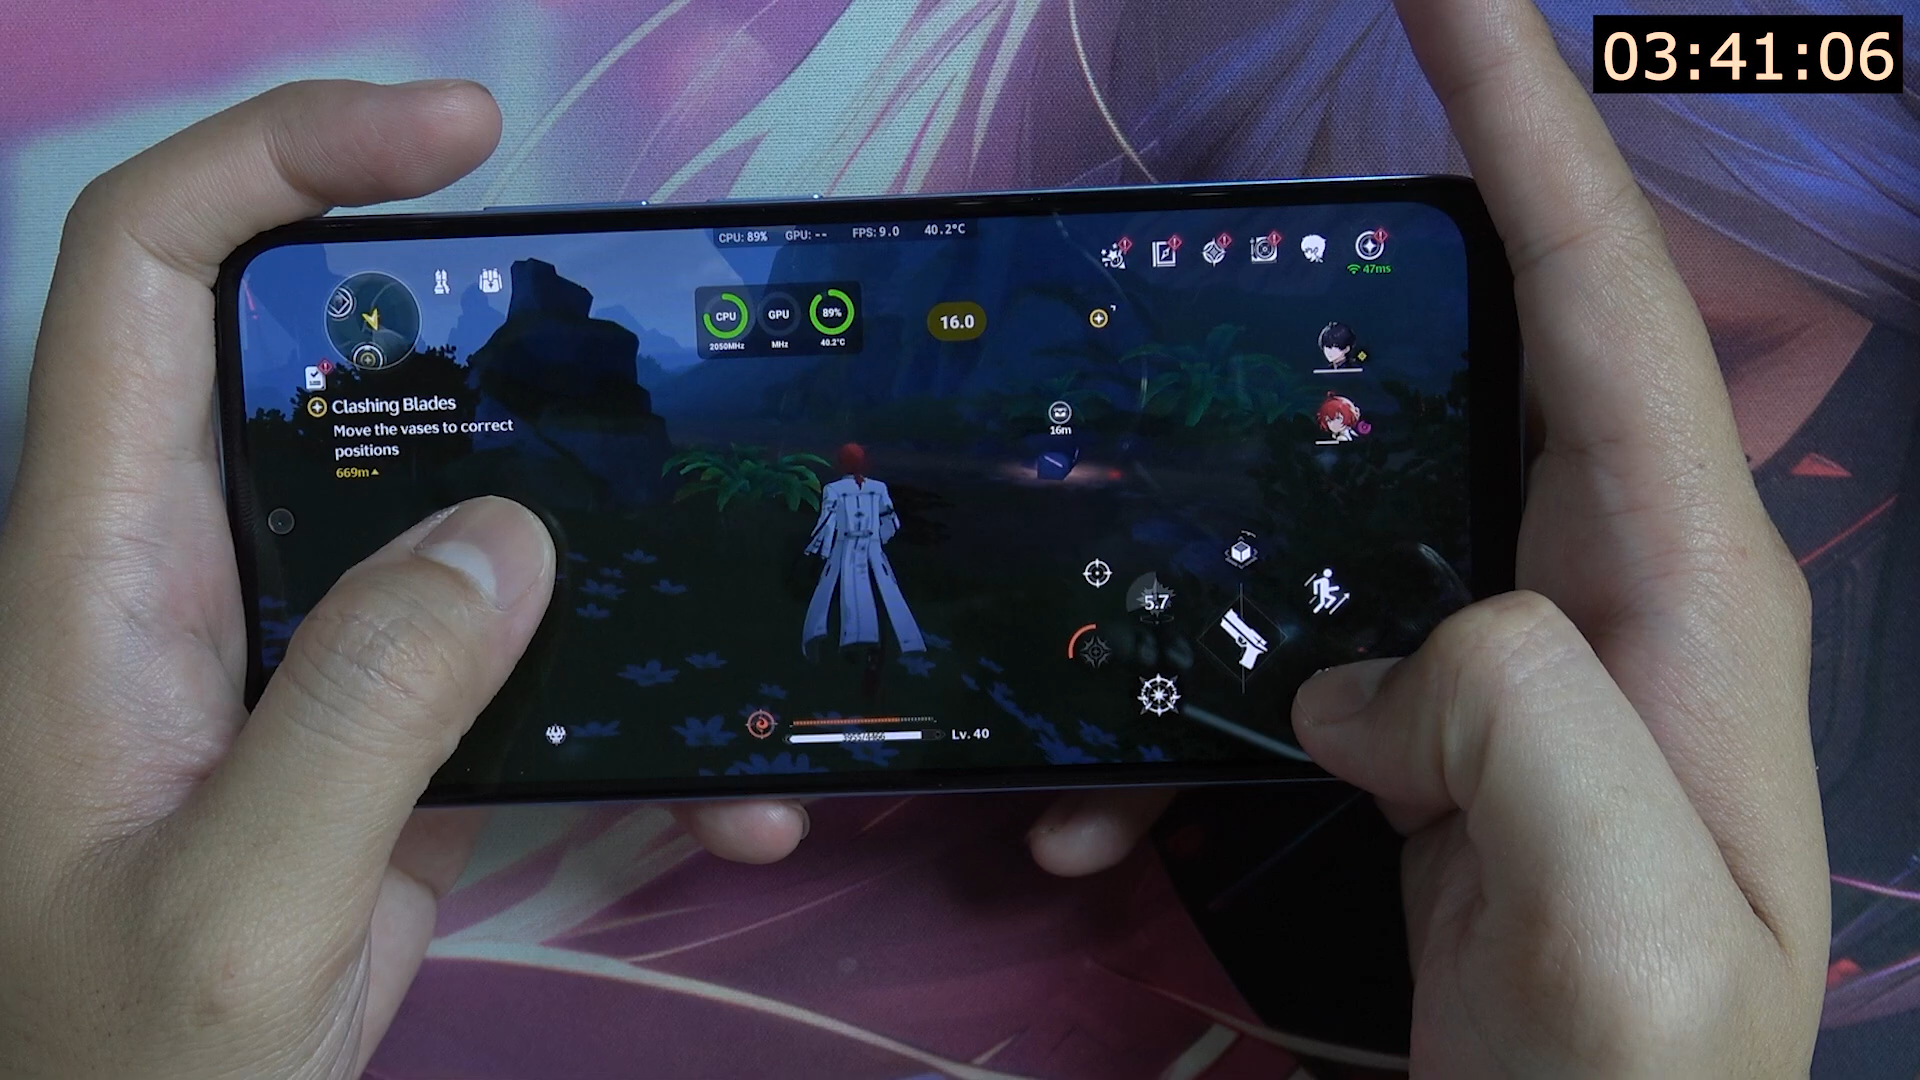 03:41:06
CPU: 89% GPU: -- FPS: 9.0 40.2°C
47ms
CPU GPU 89%
2050MHz MHz 40.2°C
16.0
Clashing Blades
Move the vases to correct
positions
669m
16m
5.7
Lv. 40